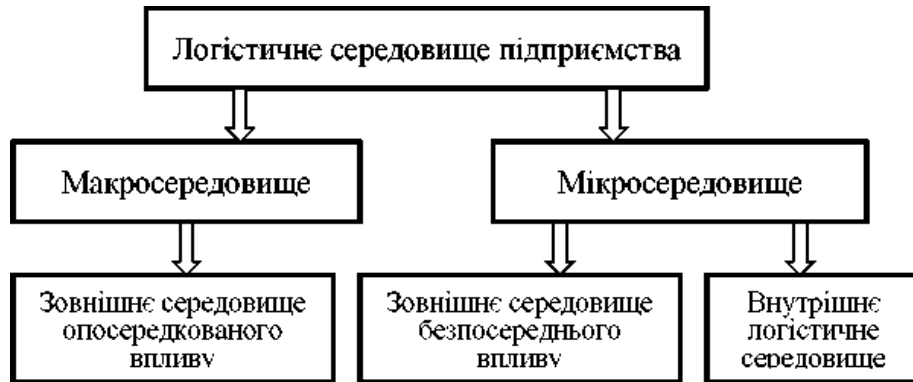 Логістичне середовище підприємства
Макросередовище
Мікросередовище
Зовнішнє середовище
опосередкованого
впливу
Зовнішнє середовище
безпосереднього
впливу
Внутрішнє
логістичне
середовище